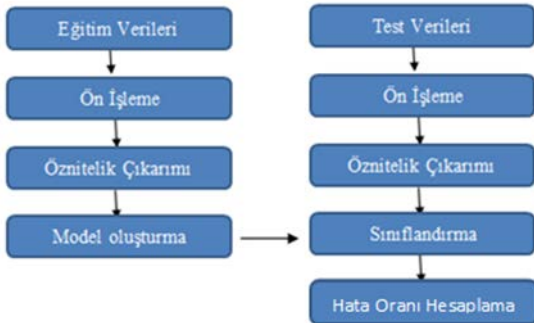 Eğitim Verileri
Ön İşleme
Öznitelik Çıkarımı
Model oluşturma
Test Verileri
Ön İşleme
Öznitelik Çıkarımı
Sınıflandırma
Hata Oranı Hesaplama